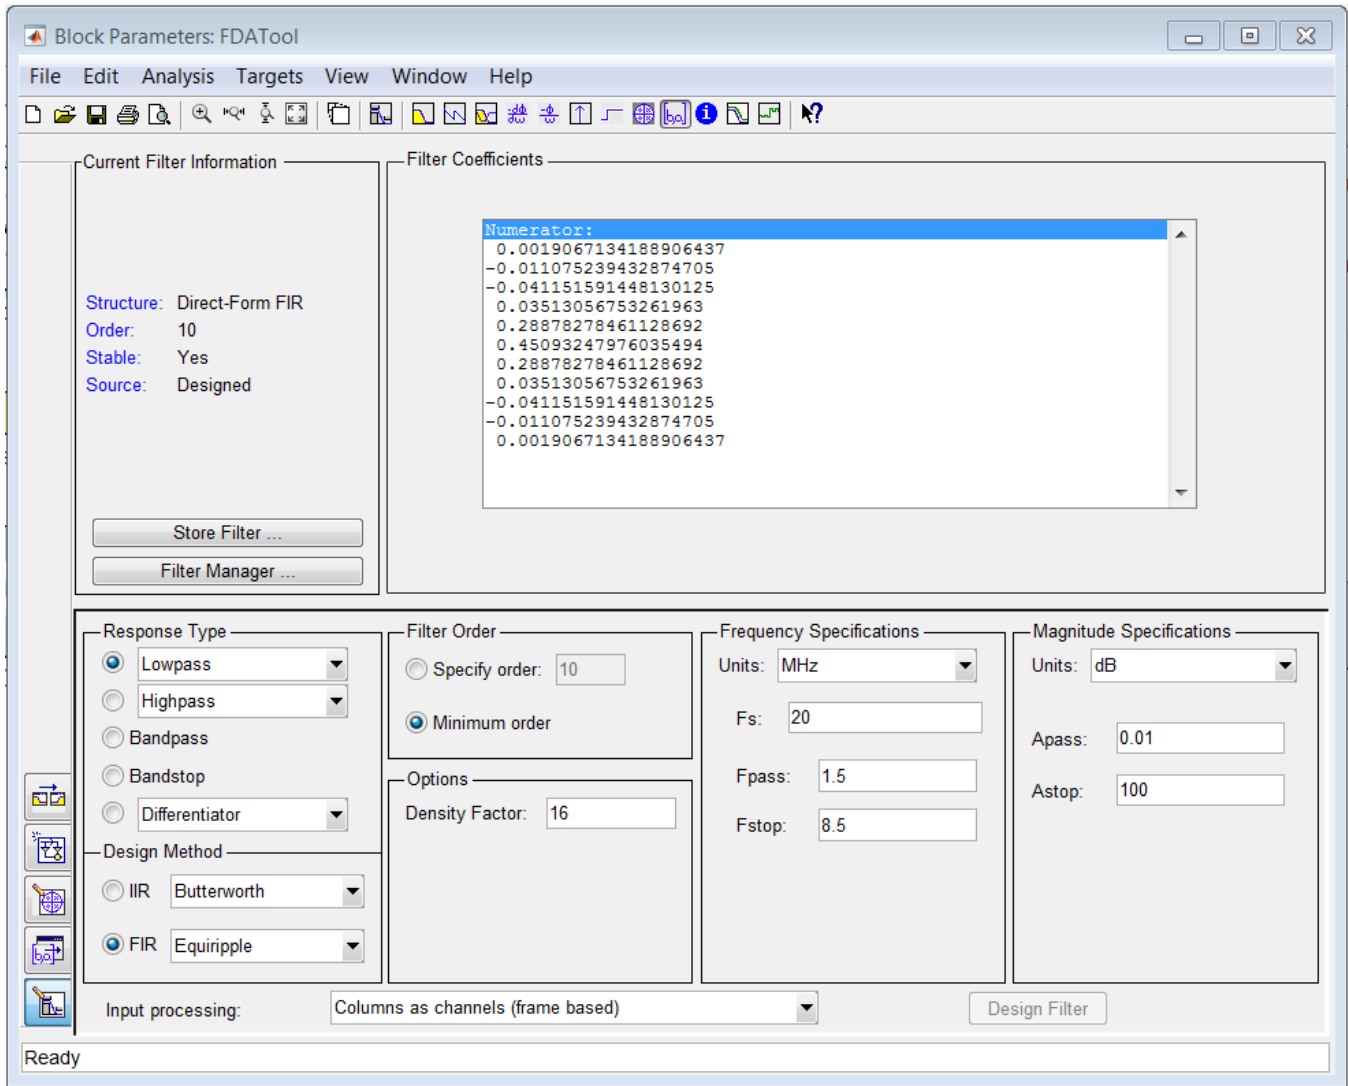 Block Parameters: FDATool
File Edit Analysis Targets View Window Help
Current Filter Information
Structure: Direct-Form FIR
Order: 10
Stable: Yes
Source: Designed
Store Filter ...
Filter Manager ...
Filter Coefficients
Numerator:
0.0019067134188906437
-0.011075239432874705
-0.041151591448130125
0.03513056753261963
0.28878278461128692
0.45093247976035494
0.28878278461128692
0.03513056753261963
-0.041151591448130125
-0.011075239432874705
0.0019067134188906437
Response Type
Lowpass
Highpass
Bandpass
Bandstop
Differentiator
Design Method
IIR Butterworth
FIR Equiripple
Filter Order
Specify order: 10
Minimum order
Options
Density Factor: 16
Frequency Specifications
Units: MHz
Fs: 20
Fpass: 1.5
Fstop: 8.5
Magnitude Specifications
Units: dB
Apass: 0.01
Astop: 100
Input processing: Columns as channels (frame based)
Design Filter
Ready